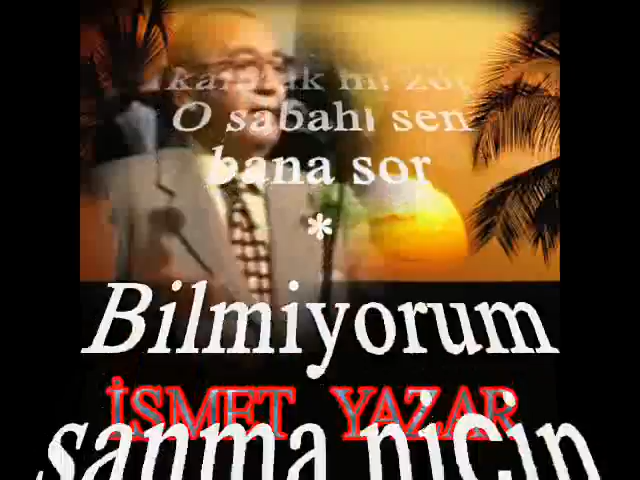 O sabahı sen
bana sor
*
Bilmiyorum
İSMET YAZAR
sanma niçin